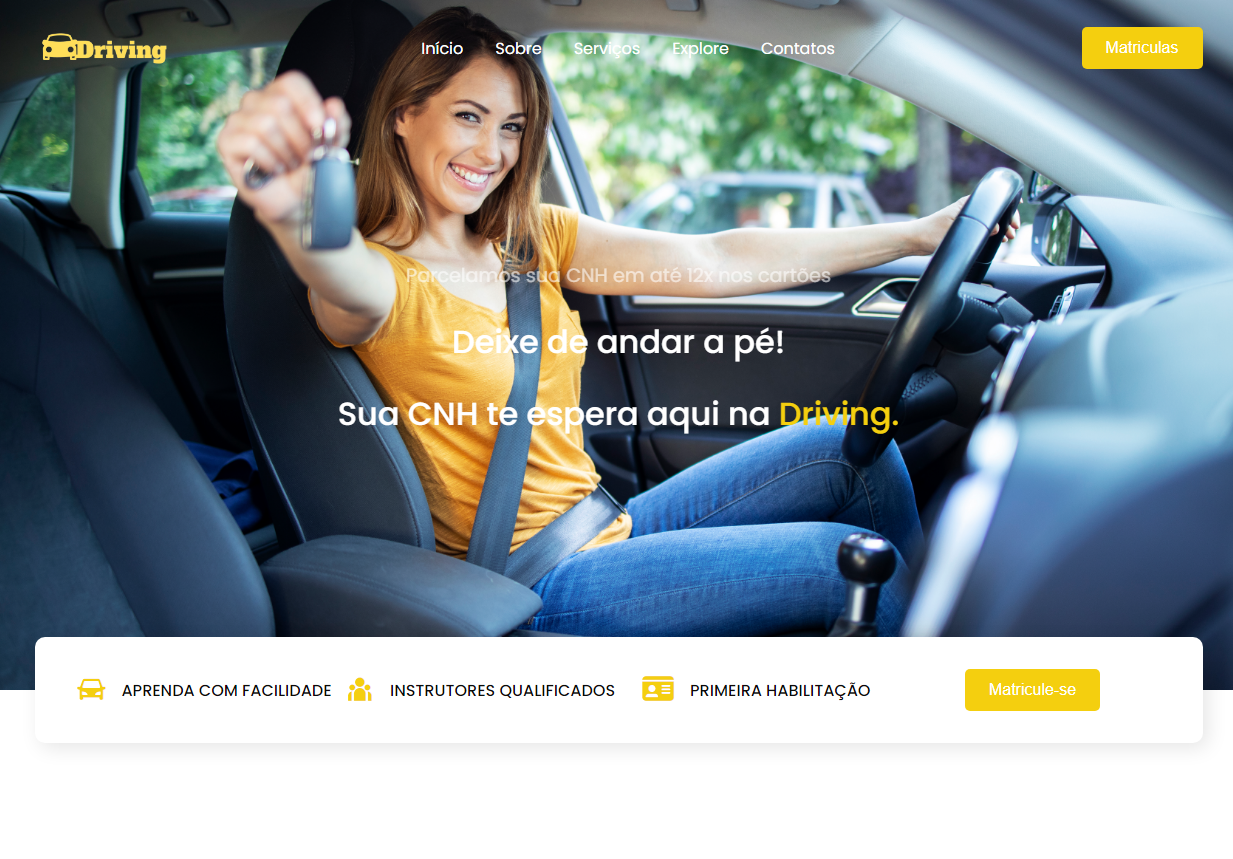 Driving
Início Sobre Serviços Explore Contatos
Matriculas
Parcelamos sua CNH em até 12x nos cartões
Deixe de andar a pé!
Sua CNH te espera aqui na Driving.
APRENDA COM FACILIDADE
INSTRUTORES QUALIFICADOS
PRIMEIRA HABILITAÇÃO
Matricule-se